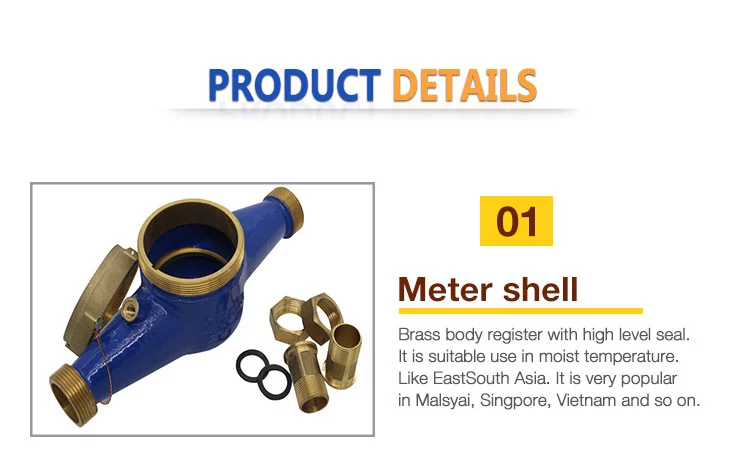 PRODUCT DETAILS
01
Meter shell
Brass body register with high level seal.
It is suitable use in moist temperature.
Like EastSouth Asia. It is very popular
in Malsyai, Singpore, Vietnam and so on.